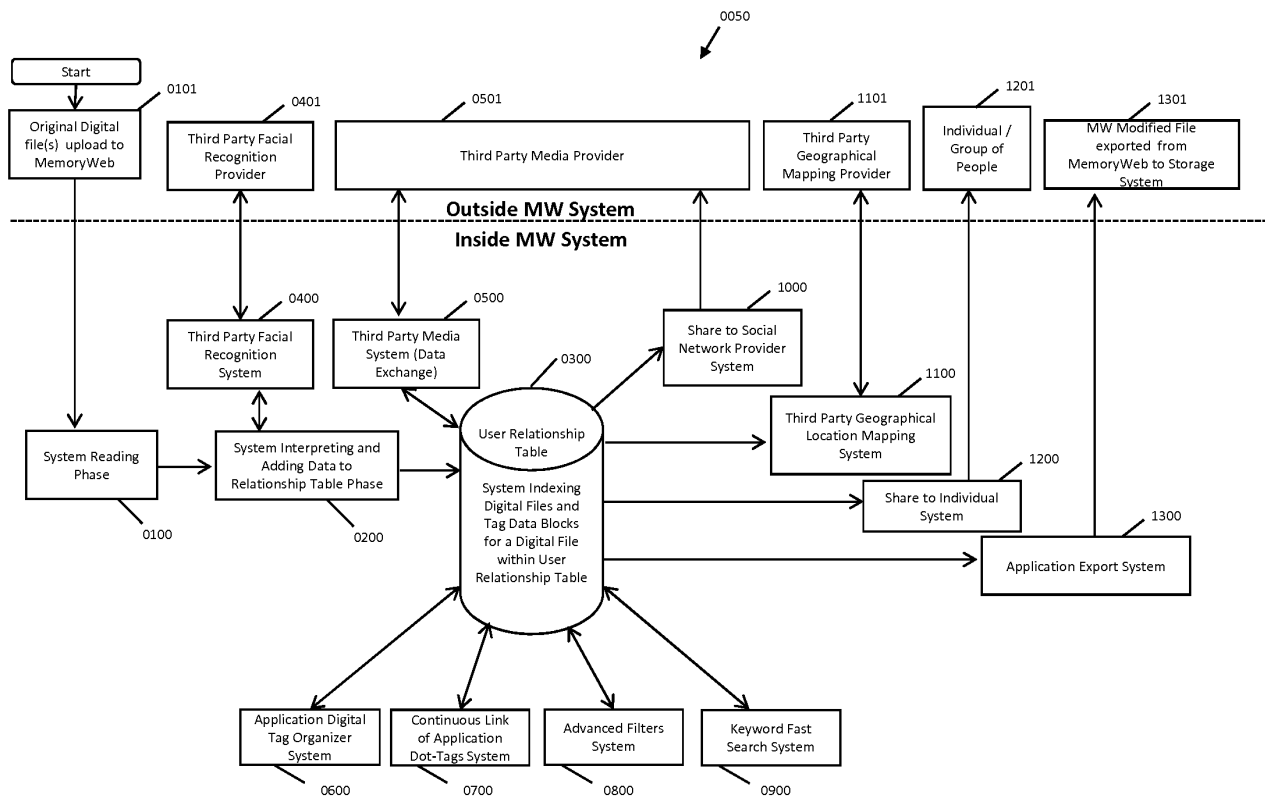 0050
Start
0101
0401
0501
1101
1201
1301
Original Digital
file(s) upload to
MemoryWeb
Third Party Facial
Recognition
Provider
Third Party Media Provider
Third Party
Geographical
Mapping Provider
Individual /
Group of
People
MW Modified File
exported from
MemoryWeb to Storage
System
Outside MW System
Inside MW System
0400
0500
1000
Third Party Facial
Recognition
System
Third Party Media
System (Data
Exchange)
Share to Social
Network Provider
System
0300
1100
User Relationship
Table
Third Party Geographical
Location Mapping
System
System Reading
Phase
System Interpreting and
Adding Data to
Relationship Table Phase
1200
0100
0200
System Indexing
Digital Files and
Tag Data Blocks
for a Digital File
within User
Relationship Table
Share to Individual
System
1300
Application Export System
Application Digital
Tag Organizer
System
Continuous Link
of Application
Dot-Tags System
Advanced Filters
System
Keyword Fast
Search System
0600
0700
0800
0900